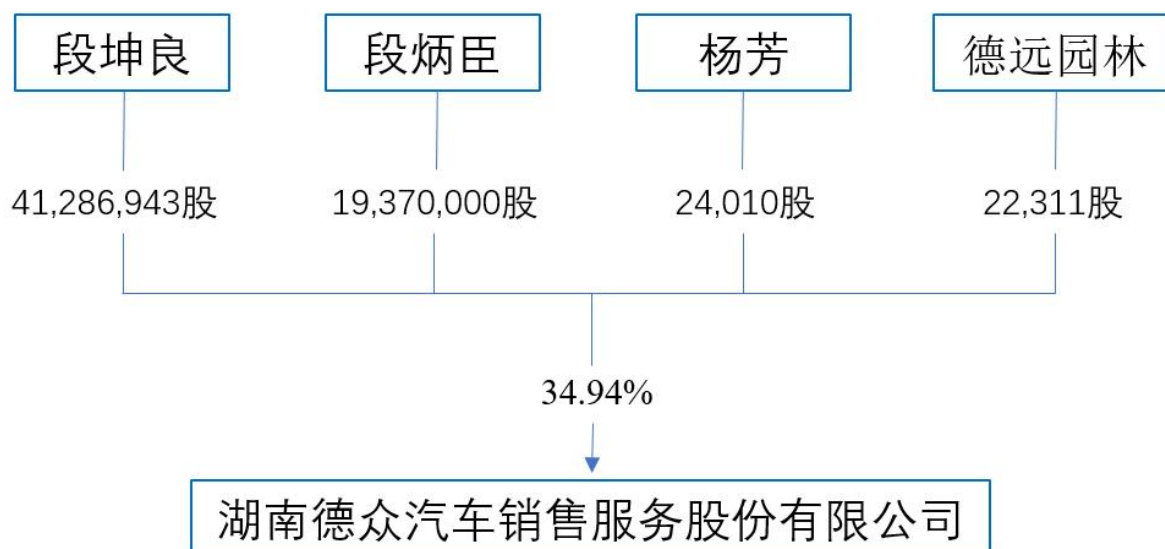 段坤良 段炳臣 杨芳 德远园林
41,286,943股 19,370,000股 24,010股 22,311股
34.94%
湖南德众汽车销售服务股份有限公司